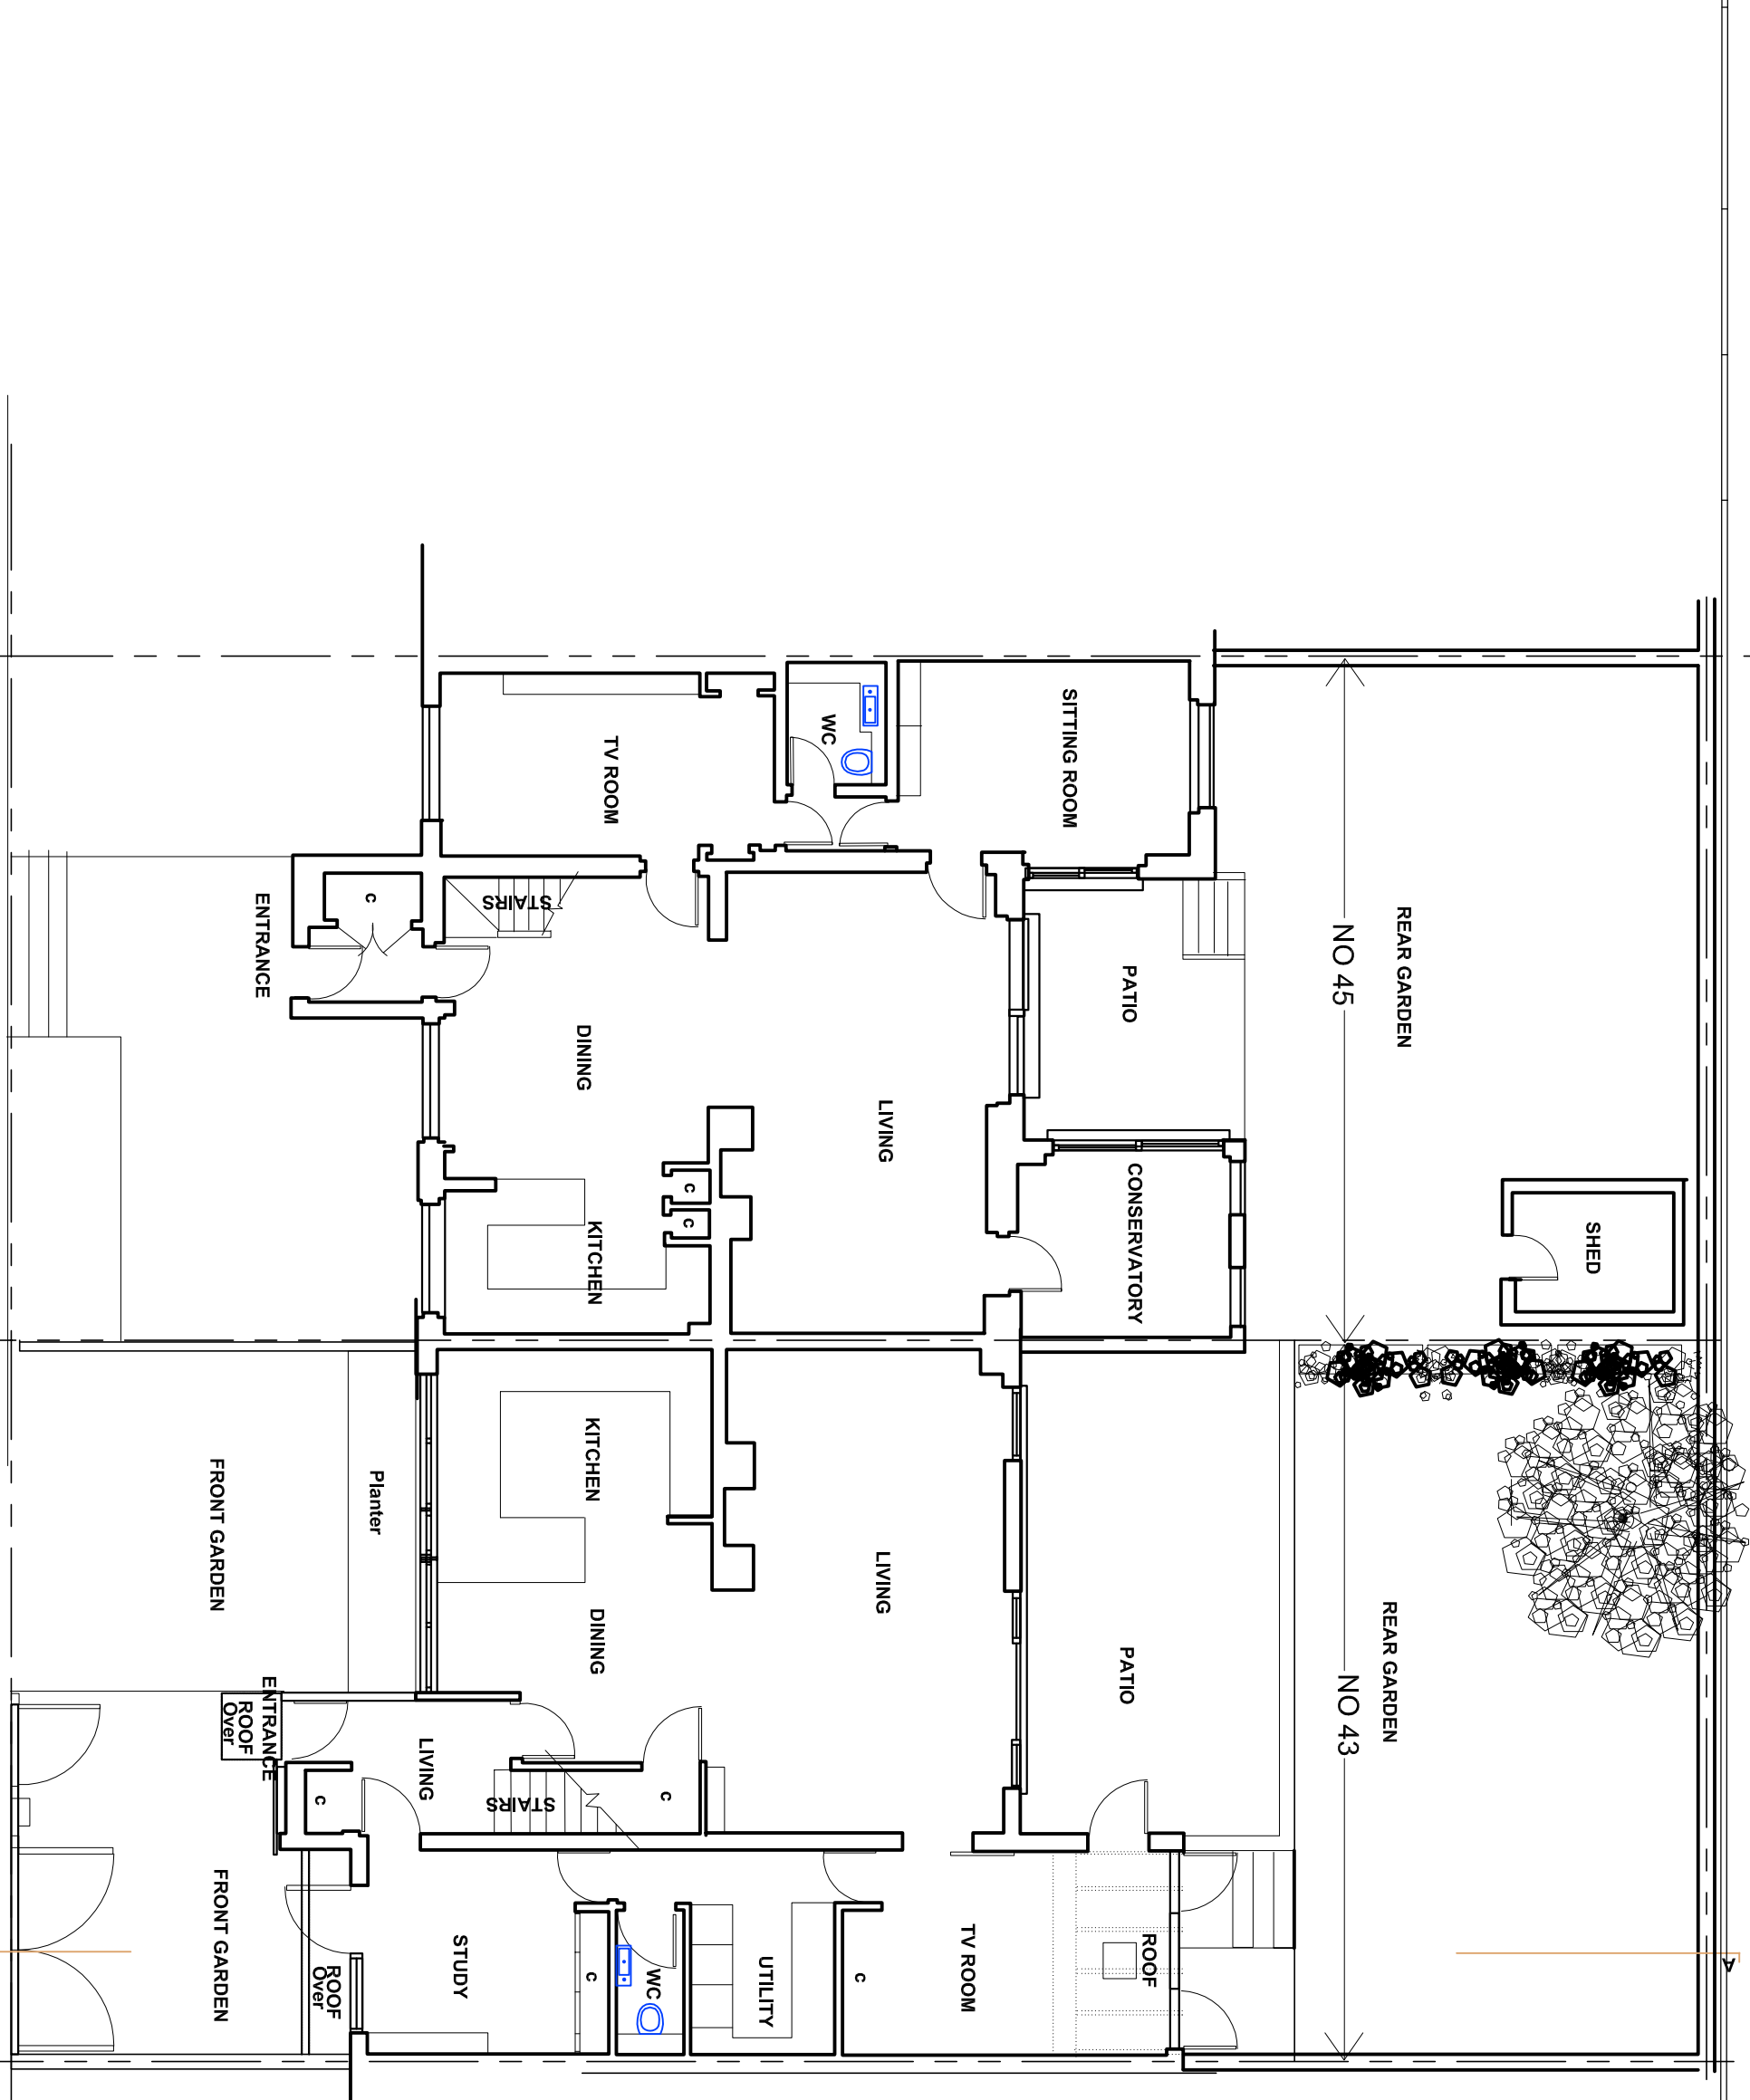 SITTING ROOM
WC
TV ROOM
STAIRS
C
ENTRANCE
DINING
LIVING
PATIO
REAR GARDEN
NO 45
C
C
KITCHEN
CONSERVATORY
SHED
KITCHEN
Planter
FRONT GARDEN
LIVING
DINING
PATIO
REAR GARDEN
NO 43
ENTRANCE
ROOF
Over
LIVING
C
STAIRS
C
FRONT GARDEN
ROOF
Over
STUDY
C
WC
UTILITY
C
TV ROOM
ROOF
A